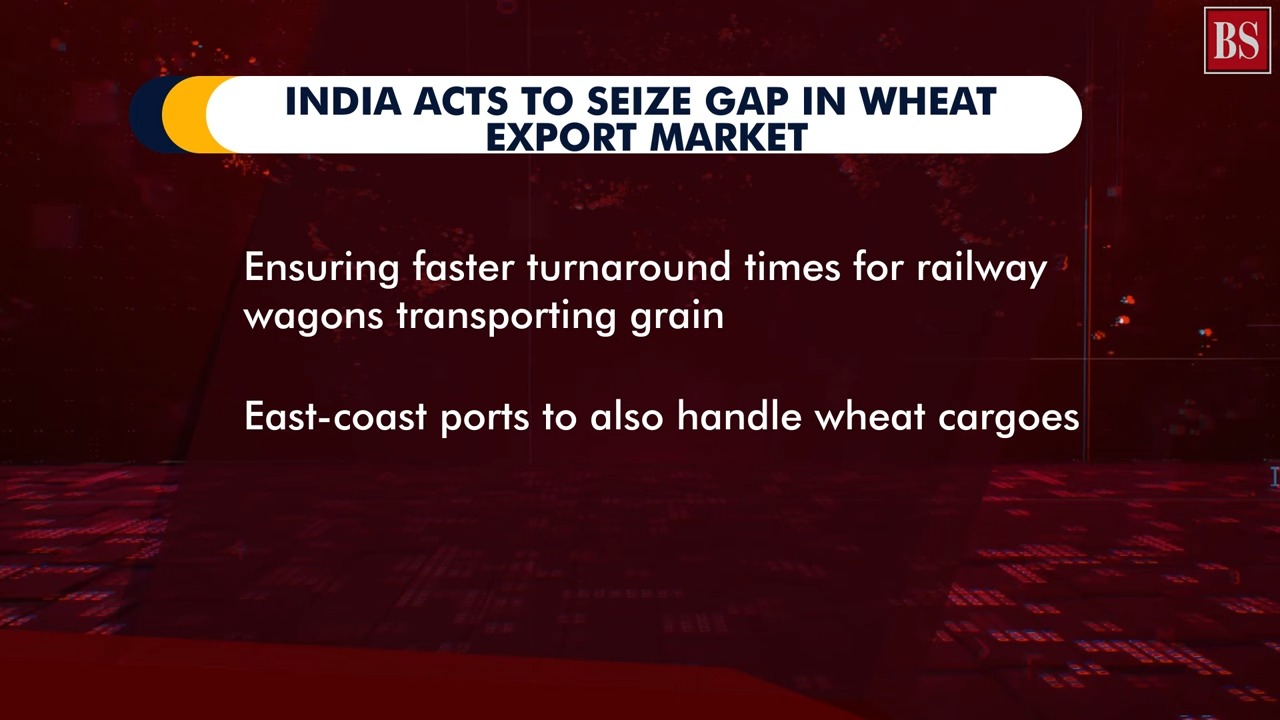 BS
INDIA ACTS TO SEIZE GAP IN WHEAT
EXPORT MARKET
Ensuring faster turnaround times for railway
wagons transporting grain
East-coast ports to also handle wheat cargoes